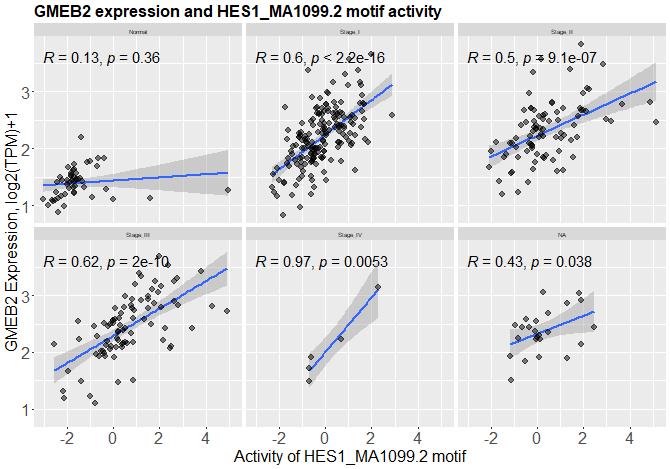 GMEB2 expression and HES1_MA1099.2 motif activity
Normal
Stage_I
Stage_II
R = 0.13, p = 0.36
R = 0.6, p < 2.2e-16
R = 0.5, p = 9.1e-07
3
2
1
Stage_III
Stage_IV
NA
R = 0.62, p = 2e-10
R = 0.97, p = 0.0053
R = 0.43, p = 0.038
3
2
1
GMEB2 Expression, log2(TPM)+1
-2 0 2 4
-2 0 2 4
-2 0 2 4
Activity of HES1_MA1099.2 motif